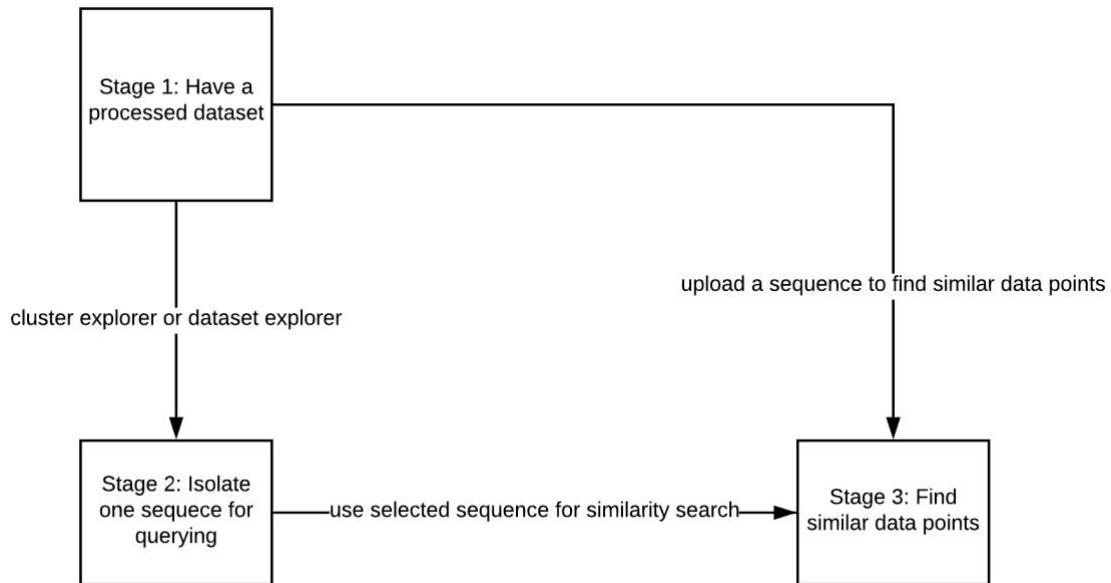 Stage 1: Have a
processed dataset
upload a sequence to find similar data points
cluster explorer or dataset explorer
Stage 2: Isolate
one sequece for
querying
use selected sequence for similarity search
Stage 3: Find
similar data points